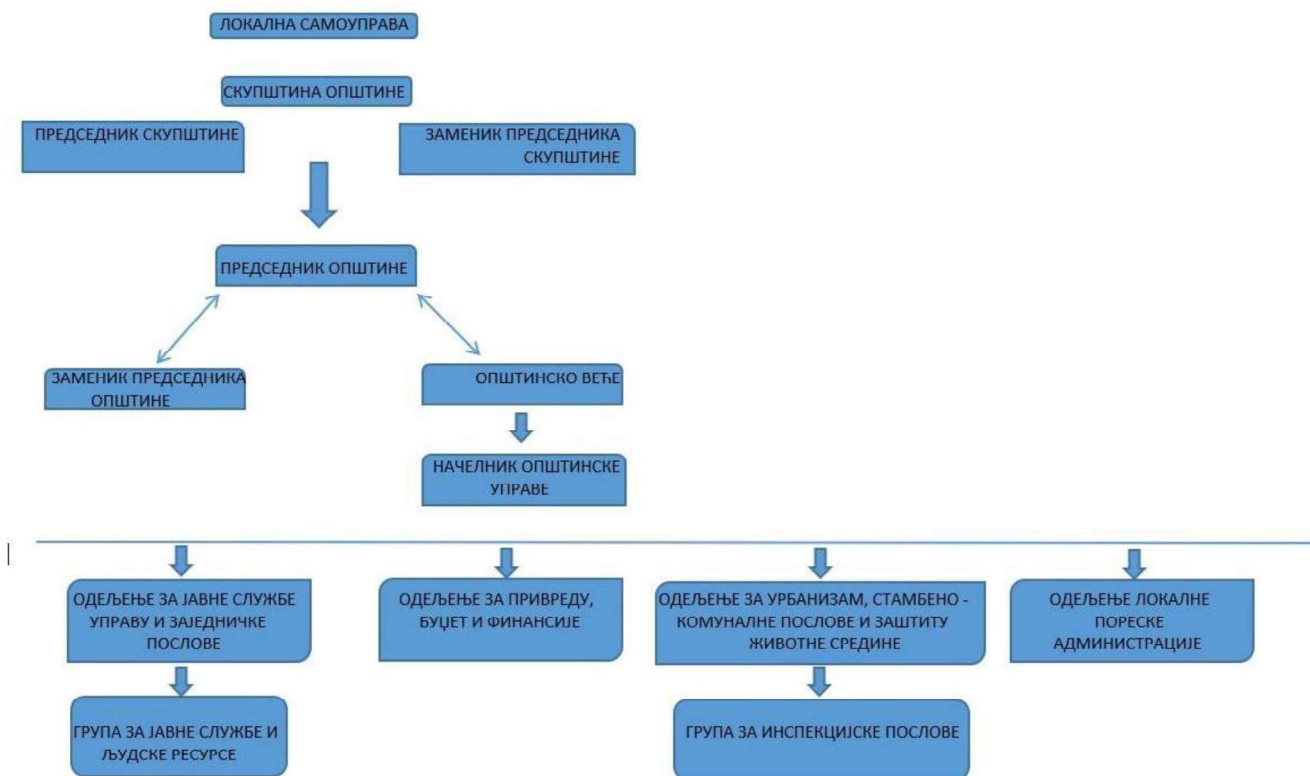 ЛОКАЛНА САМОУПРАВА
СКУПШТИНА ОПШТИНЕ
ПРЕДСЕДНИК СКУПШТИНЕ
ЗАМЕНИК ПРЕДСЕДНИКА
СКУПШТИНЕ
ПРЕДСЕДНИК ОПШТИНЕ
ЗАМЕНИК ПРЕДСЕДНИКА
ОПШТИНЕ
ОПШТИНСКО ВЕЋЕ
НАЧЕЛНИК ОПШТИНСКЕ
УПРАВЕ
ОДЕЉЕЊЕ ЗА ЈАВНЕ СЛУЖБЕ
УПРАВУ И ЗАЈЕДНИЧКЕ
ПОСЛОВЕ
ОДЕЉЕЊЕ ЗА ПРИВРЕДУ,
БУЏЕТ И ФИНАНСИЈЕ
ОДЕЉЕЊЕ ЗА УРБАНИЗАМ, СТАМБЕНО -
КОМУНАЛНЕ ПОСЛОВЕ И ЗАШТИТУ
ЖИВОТНЕ СРЕДИНЕ
ОДЕЉЕЊЕ ЛОКАЛНЕ
ПОРЕСКЕ
АДМИНИСТРАЦИЈЕ
ГРУПА ЗА ЈАВНЕ СЛУЖБЕ И
ЉУДСКЕ РЕСУРСЕ
ГРУПА ЗА ИНСПЕКЦИЈСКЕ ПОСЛОВЕ